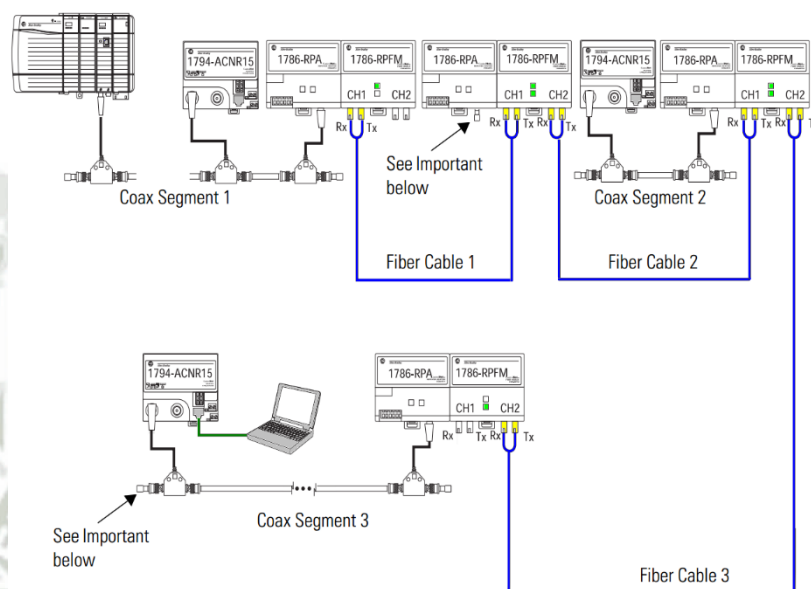 1794-ACNR15
1786-RPA
1786-RPFM
CH1
CH2
Rx
Tx
1786-RPA
1786-RPFM
CH1
CH2
Rx
Tx
Rx
Tx
1794-ACNR15
1786-RPA
1786-RPFM
CH1
CH2
Rx
Tx
Rx
See Important
below
Coax Segment 1
Coax Segment 2
Fiber Cable 1
Fiber Cable 2
1794-ACNR15
1786-RPA
1786-RPFM
CH1
CH2
Rx
Tx
Rx
Tx
See Important
below
Coax Segment 3
Fiber Cable 3